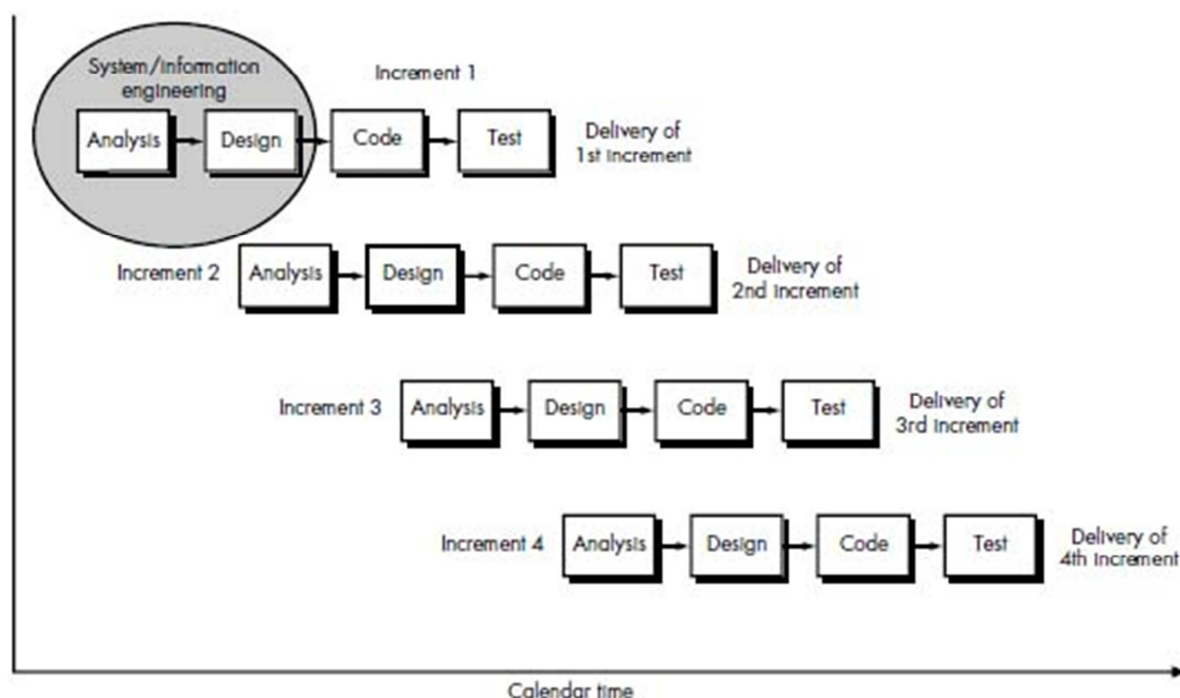 System/information
engineering
Increment 1
Analysis
Design
Code
Test
Delivery of
1st increment
Increment 2
Analysis
Design
Code
Test
Delivery of
2nd increment
Increment 3
Analysis
Design
Code
Test
Delivery of
3rd increment
Increment 4
Analysis
Design
Code
Test
Delivery of
4th increment
Calendar time